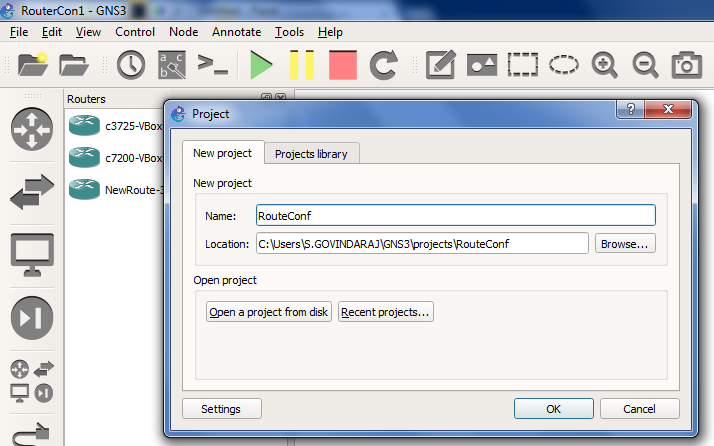 RouterCon1 - GNS3
File Edit View Control Node Annotate Tools Help
Routers
c3725-VBox
c7200-VBox
NewRoute-3
Project
New project Projects library
New project
Name: RouteConf
Location: C:\Users\S.GOVINDARAJ\GNS3\projects\RouteConf Browse...
Open project
Open a project from disk Recent projects...
Settings OK Cancel